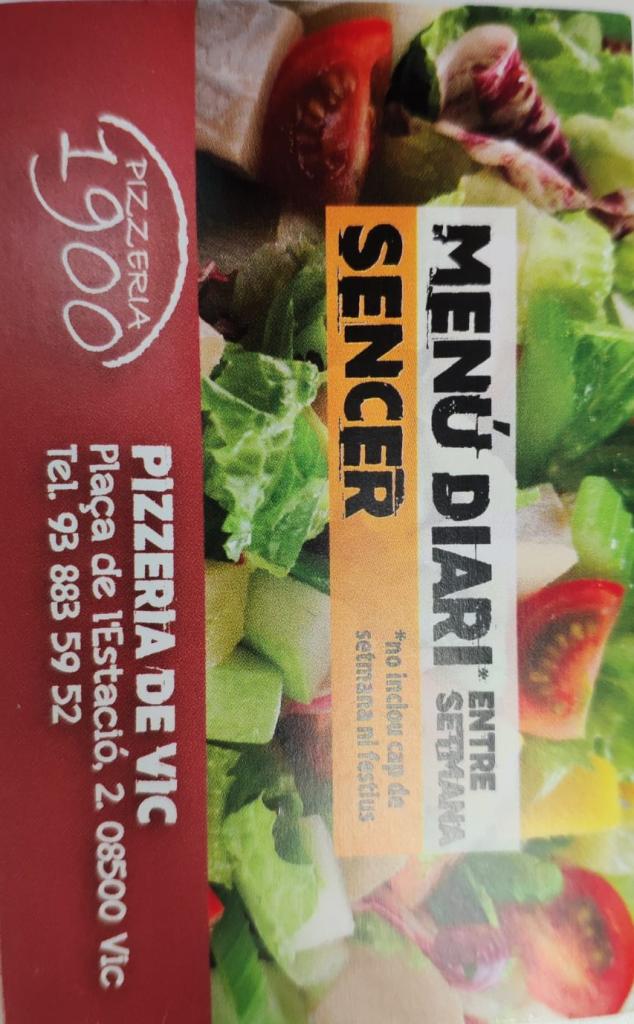 MENÚ DIARI* ENTRE
SETMANA
SENCER
*no inclou cap de
setmana ni festius
PIZZERIA
1900
PIZZERIA DE VIC
Plaça de l'Estació, 2. 08500 Vic
Tel. 93 883 59 52